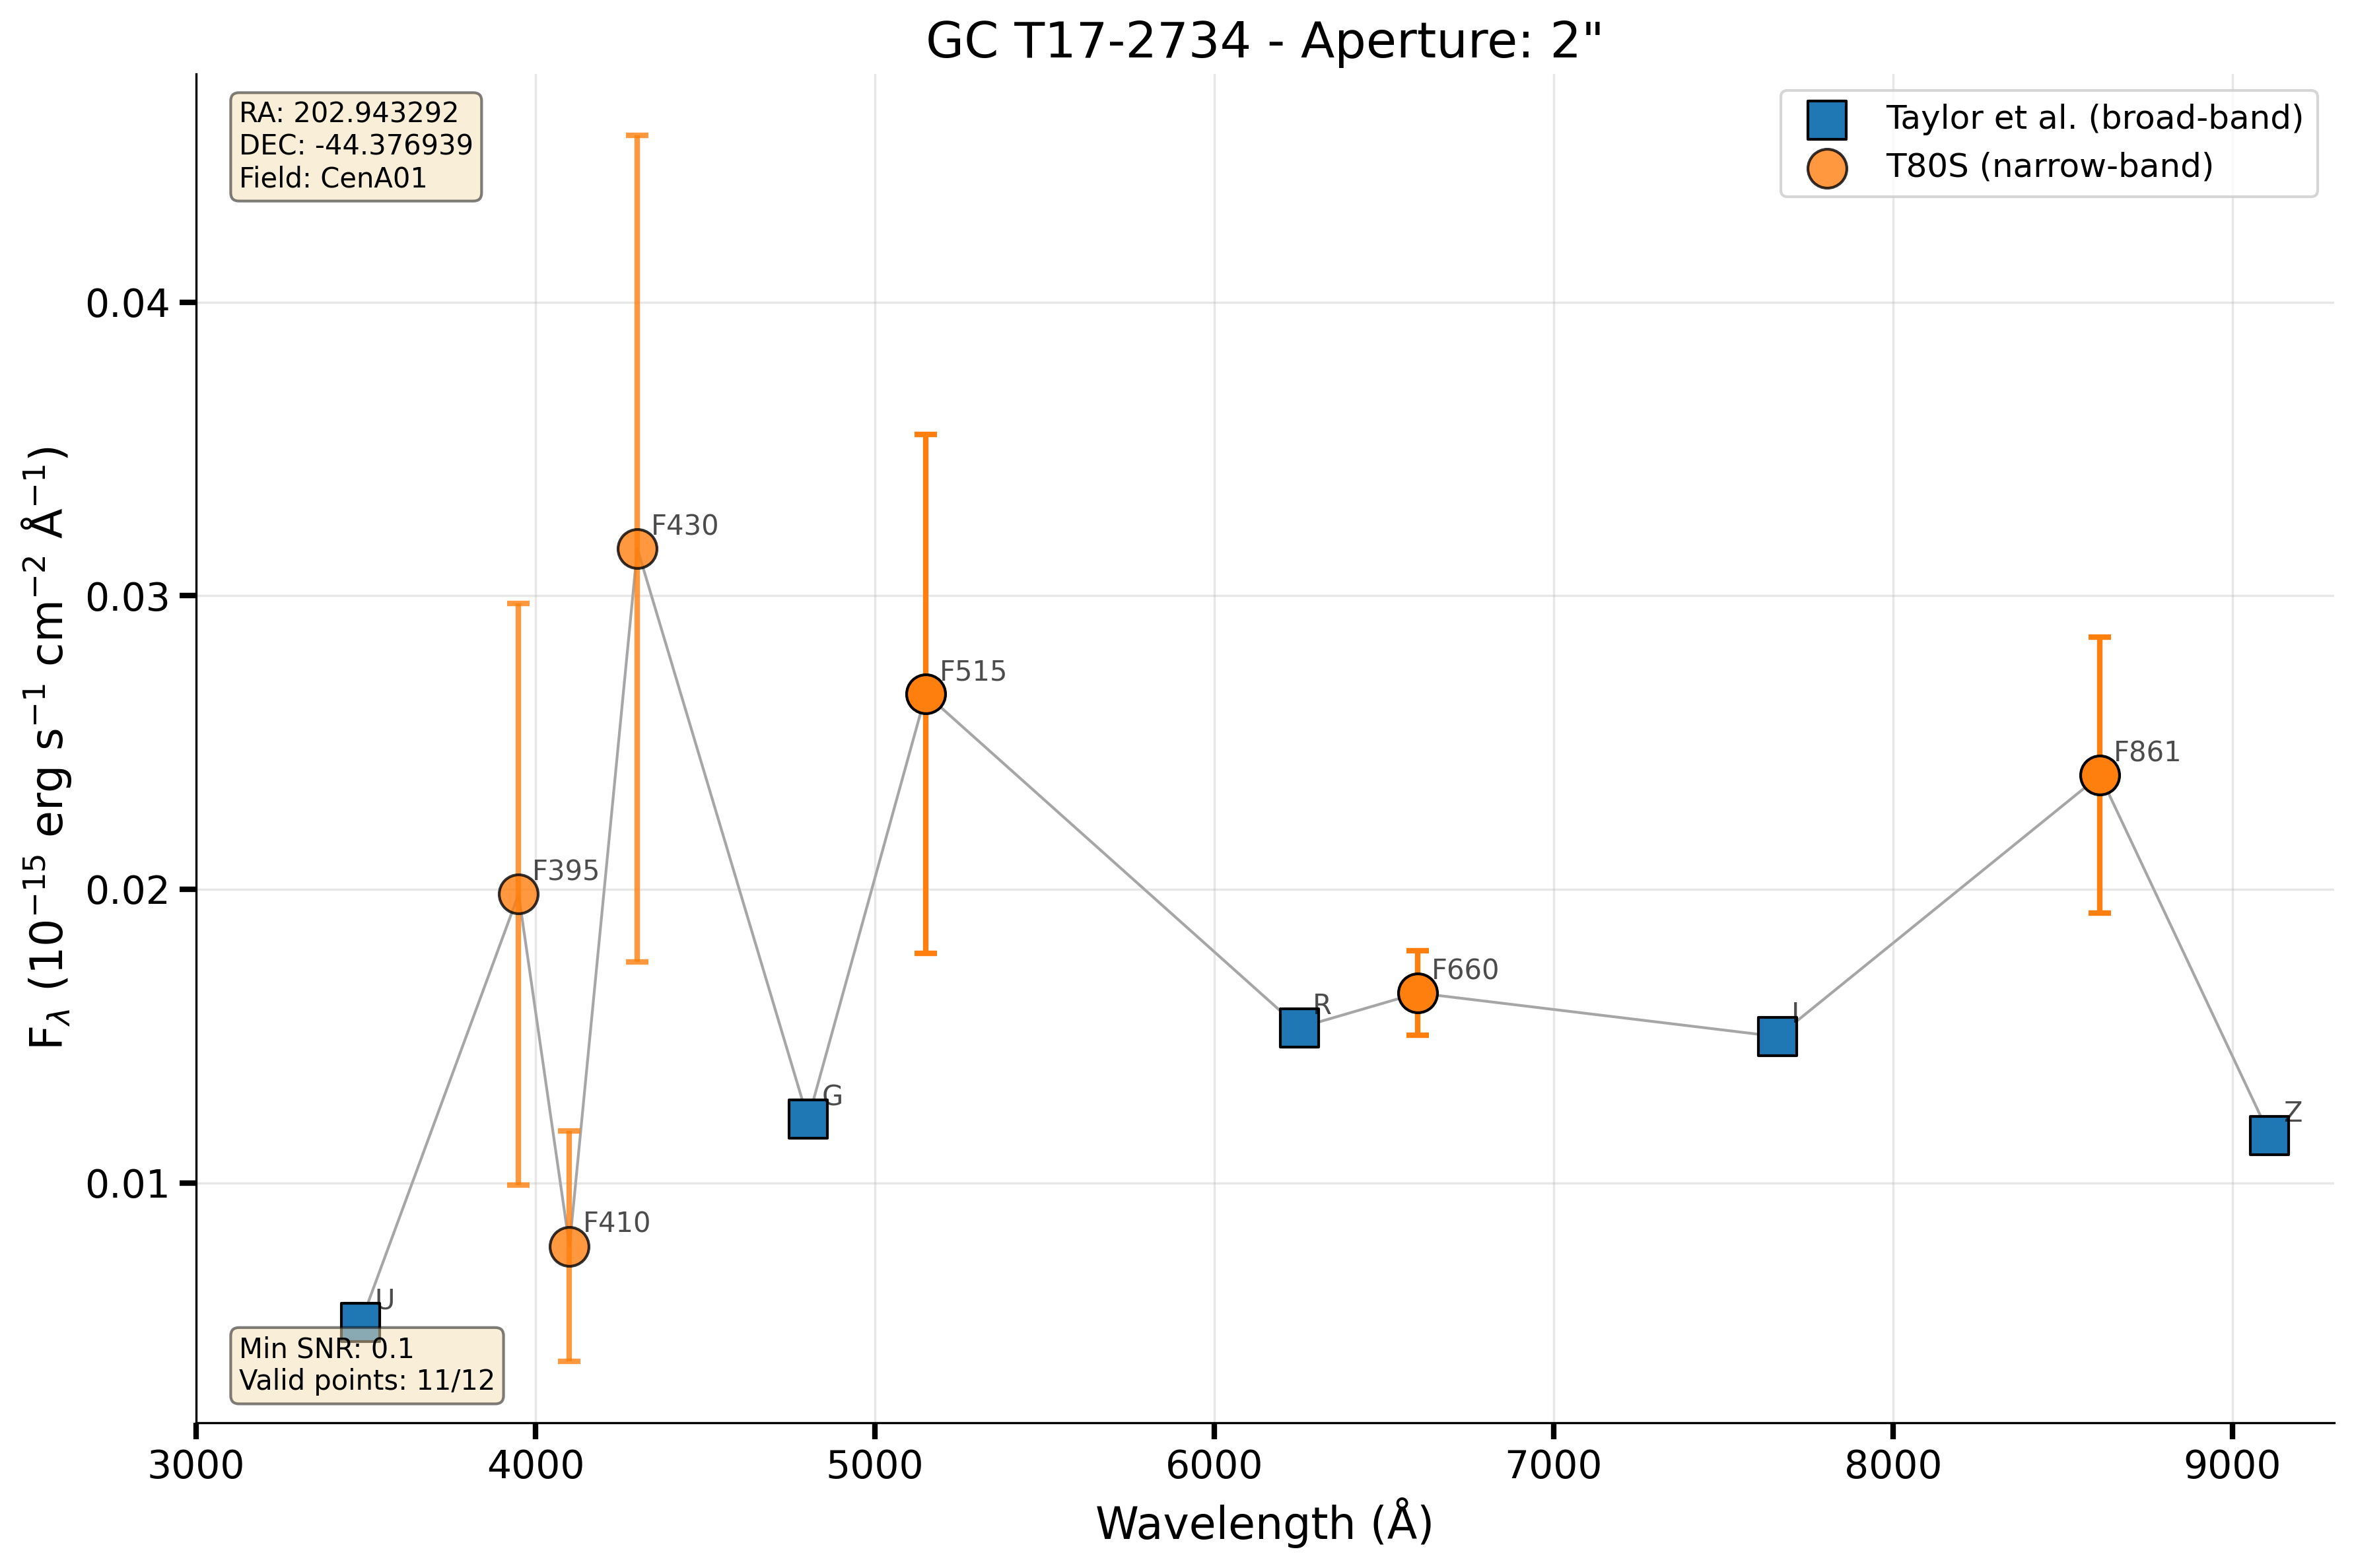 GC T17-2734 - Aperture: 2"
RA: 202.943292
DEC: -44.376939
Field: CenA01
Taylor et al. (broad-band)
T80S (narrow-band)
F_λ (10⁻¹⁵ erg s⁻¹ cm⁻² Å⁻¹)
0.04
0.03
0.02
0.01
F430
F515
F861
F395
F660
R
I
G
Z
F410
U
Min SNR: 0.1
Valid points: 11/12
3000 4000 5000 6000 7000 8000 9000
Wavelength (Å)